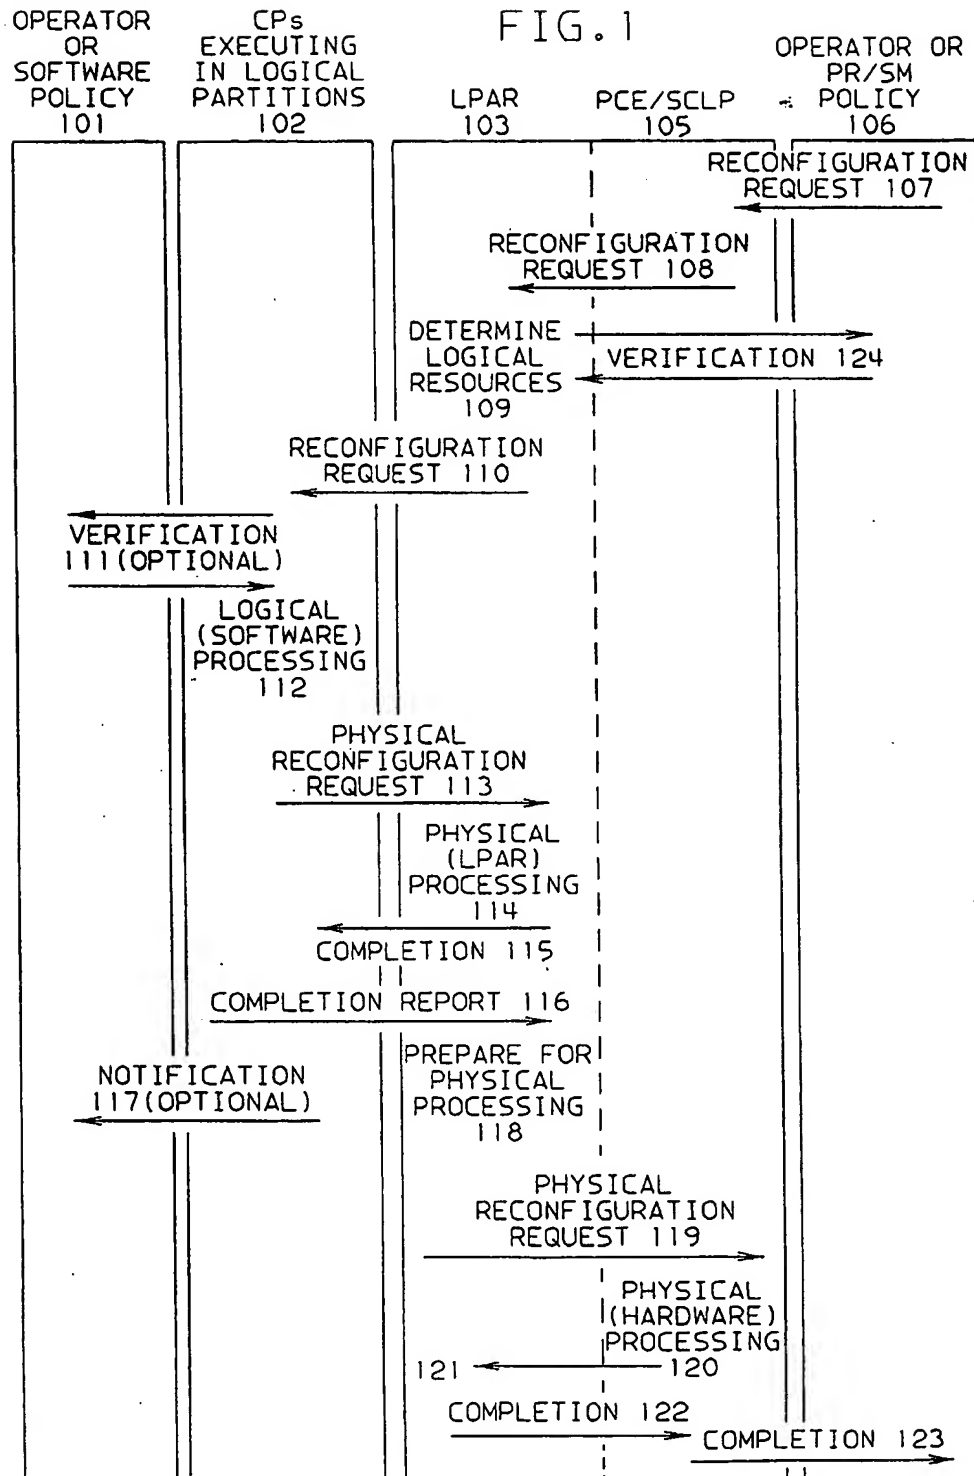 FIG.1
OPERATOR
OR
SOFTWARE
POLICY
101
CPs
EXECUTING
IN LOGICAL
PARTITIONS
102
LPAR
103
PCE/SCLP
105
OPERATOR OR
PR/SM
POLICY
106
RECONFIGURATION
REQUEST 107
RECONFIGURATION
REQUEST 108
DETERMINE
LOGICAL
RESOURCES
109
VERIFICATION 124
RECONFIGURATION
REQUEST 110
VERIFICATION
111(OPTIONAL)
LOGICAL
(SOFTWARE)
PROCESSING
112
PHYSICAL
RECONFIGURATION
REQUEST 113
PHYSICAL
(LPAR)
PROCESSING
114
COMPLETION 115
COMPLETION REPORT 116
PREPARE FOR
PHYSICAL
PROCESSING
118
NOTIFICATION
117(OPTIONAL)
PHYSICAL
RECONFIGURATION
REQUEST 119
PHYSICAL
(HARDWARE)
PROCESSING
120
121
COMPLETION 122
COMPLETION 123